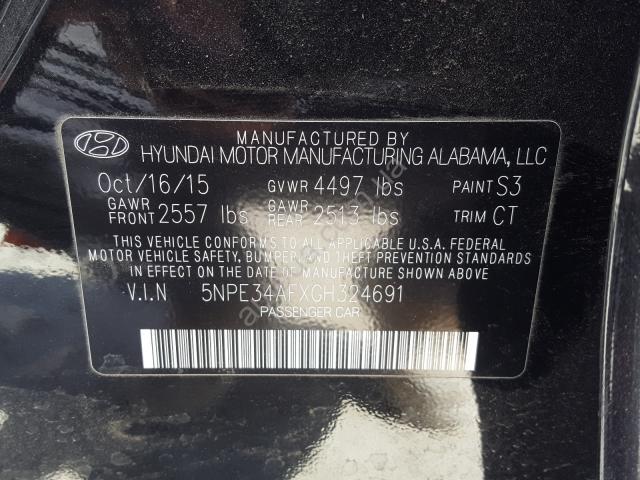 MANUFACTURED BY
HYUNDAI MOTOR MANUFACTURING ALABAMA, LLC
Oct/16/15 GVWR 4497 lbs PAINT S3
GAWR FRONT 2557 lbs GAWR REAR 2513 lbs TRIM CT
THIS VEHICLE CONFORMS TO ALL APPLICABLE U.S.A. FEDERAL
MOTOR VEHICLE SAFETY, BUMPER, AND THEFT PREVENTION
STANDARDS IN EFFECT ON THE DATE OF MANUFACTURE SHOWN ABOVE
V.I.N 5NPE34AFXGH324691
PASSENGER CAR